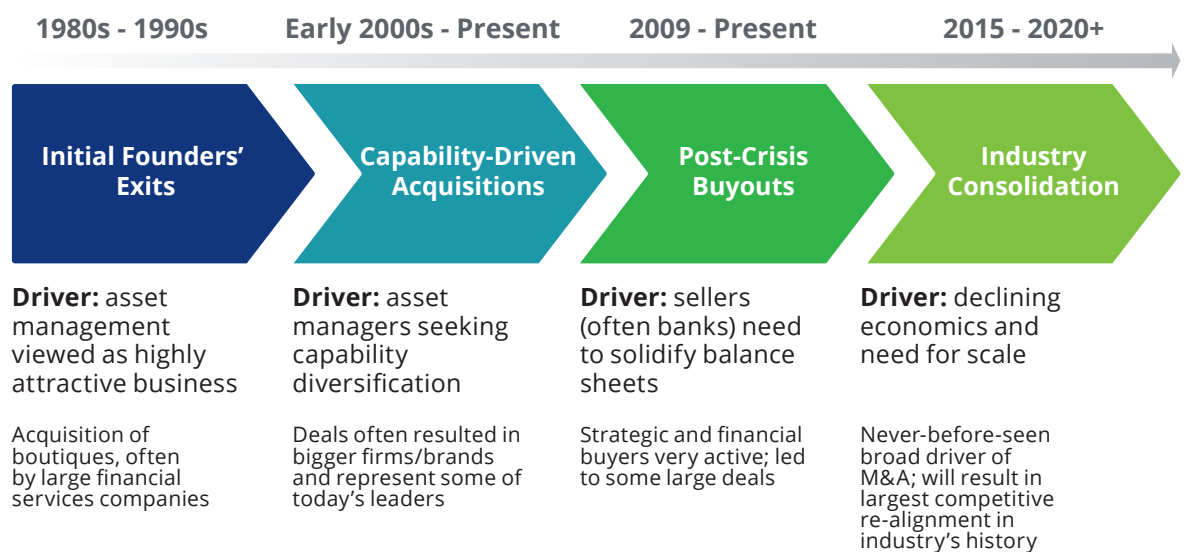 1980s - 1990s
Early 2000s - Present
2009 - Present
2015 - 2020+
Initial Founders’
Exits
Capability-Driven
Acquisitions
Post-Crisis
Buyouts
Industry
Consolidation
Driver: asset
management
viewed as highly
attractive business
Driver: asset
managers seeking
capability
diversification
Driver: sellers
(often banks) need
to solidify balance
sheets
Driver: declining
economics and
need for scale
Acquisition of
boutiques, often
by large financial
services companies
Deals often resulted in
bigger firms/brands
and represent some of
today’s leaders
Strategic and financial
buyers very active; led
to some large deals
Never-before-seen
broad driver of
M&A; will result in
largest competitive
re-alignment in
industry’s history